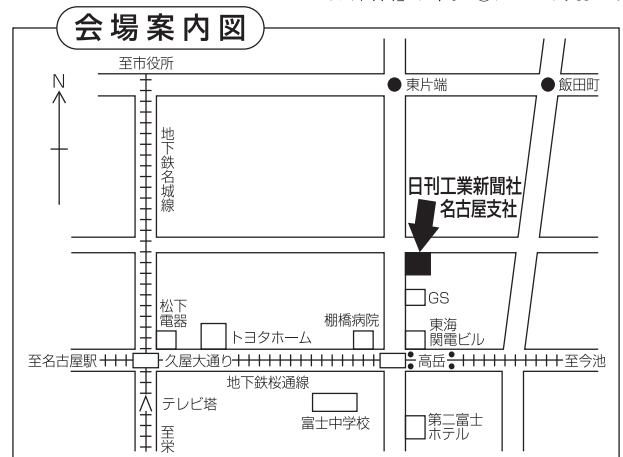 会場案内図
至市役所
N
東片端
飯田町
地下鉄名城線
日刊工業新聞社
名古屋支社
GS
松下
電器
トヨタホーム
棚橋病院
東海
関電ビル
至名古屋駅
久屋大通り
高岳
至今池
地下鉄桜通線
テレビ塔
富士中学校
第二富士
ホテル
至栄